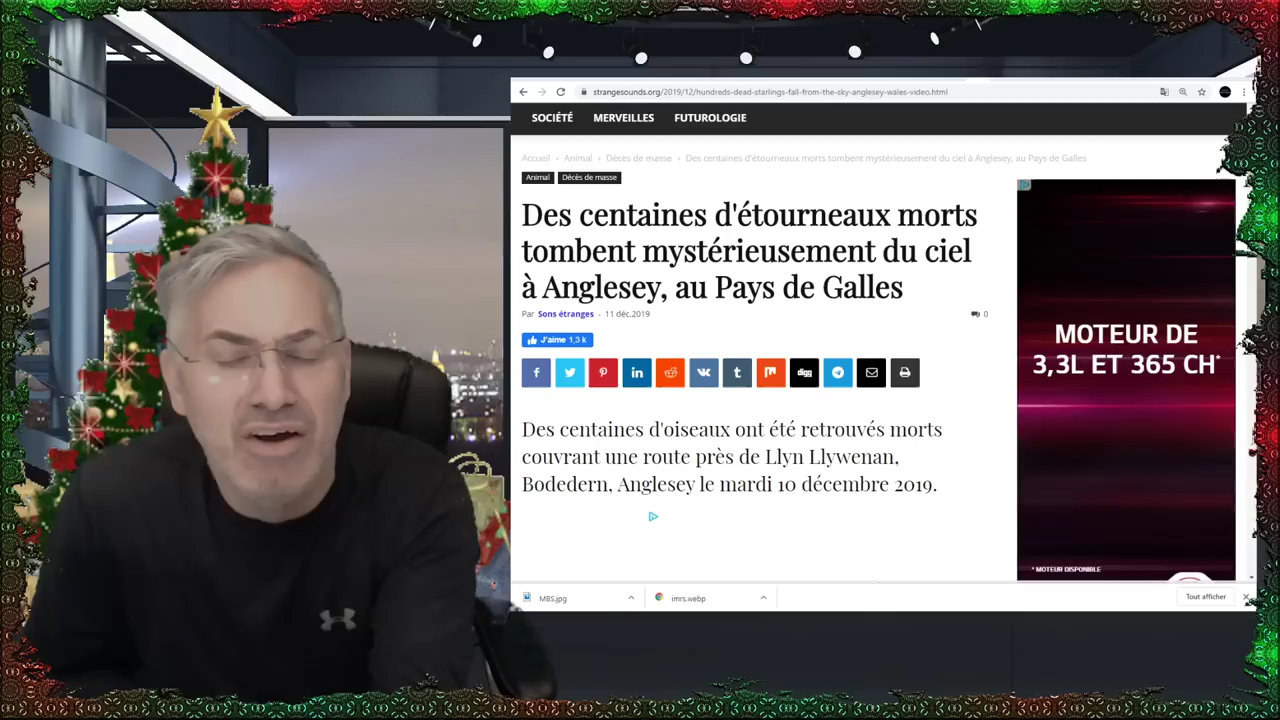 strangesounds.org/2019/12/hundreds-dead-starlings-fall-from-the-sky-anglesey-wales-video.html
SOCIÉTÉ MERVEILLES FUTUROLOGIE
Accueil › Animal › Décès de masse › Des centaines d'étourneaux morts tombent mystérieusement du ciel à Anglesey, au Pays de Galles
Animal Décès de masse
Des centaines d'étourneaux morts
tombent mystérieusement du ciel
à Anglesey, au Pays de Galles
Par Sons étranges - 11 déc.2019 0
J'aime 1,3 k
digg
Des centaines d'oiseaux ont été retrouvés morts
couvrant une route près de Llyn Llywenan,
Bodedern, Anglesey le mardi 10 décembre 2019.
MOTEUR DE
3,3L ET 365 CH*
* MOTEUR DISPONIBLE
MBS.jpg imrs.webp Tout afficher